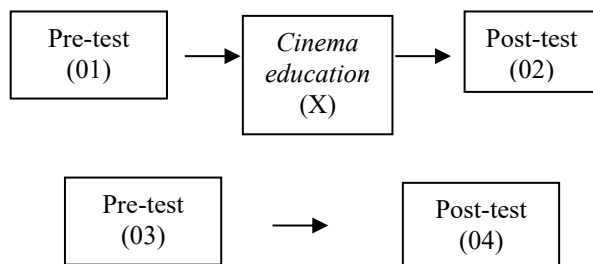 Pre-test
(01)
Cinema
education
(X)
Post-test
(02)
Pre-test
(03)
Post-test
(04)